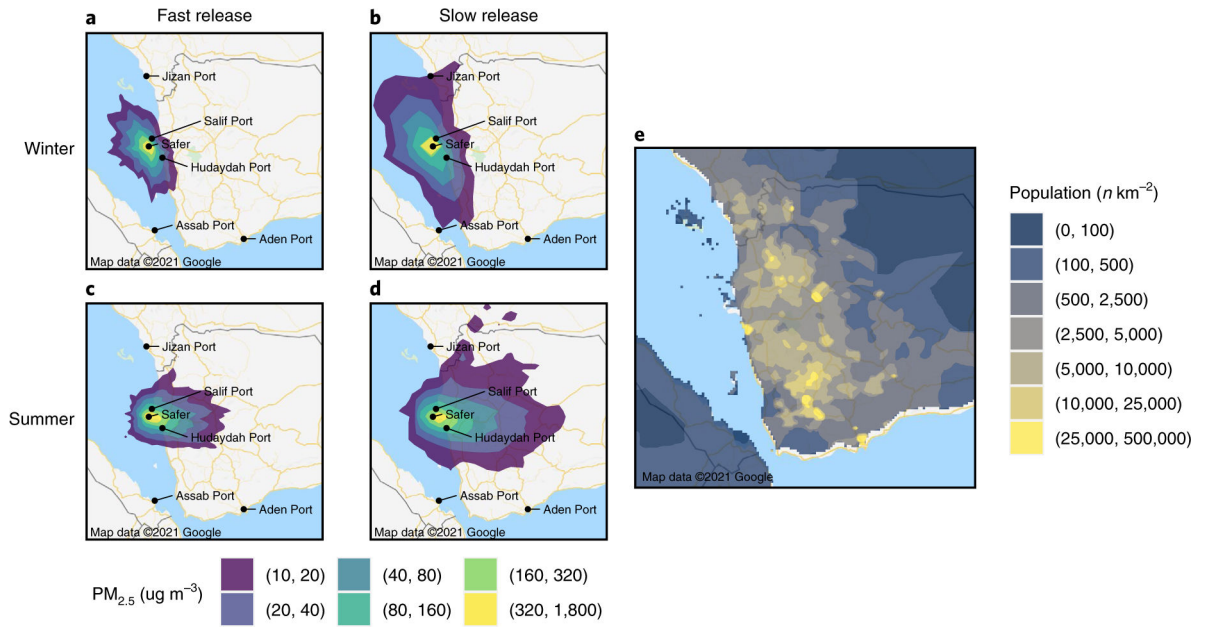 a
Fast release
b
Slow release
Winter
Jizan Port
Salif Port
Safer
Hudaydah Port
Assab Port
Aden Port
Map data ©2021 Google
Jizan Port
Salif Port
Safer
Hudaydah Port
Assab Port
Aden Port
Map data ©2021 Google
c
d
Summer
Jizan Port
Salif Port
Safer
Hudaydah Port
Assab Port
Aden Port
Map data ©2021 Google
Jizan Port
Salif Port
Safer
Hudaydah Port
Assab Port
Aden Port
Map data ©2021 Google
PM2.5 (ug m–3)
(10, 20)
(40, 80)
(160, 320)
(20, 40)
(80, 160)
(320, 1,800)
e
Map data ©2021 Google
Population (n km–2)
(0, 100)
(100, 500)
(500, 2,500)
(2,500, 5,000)
(5,000, 10,000)
(10,000, 25,000)
(25,000, 500,000)